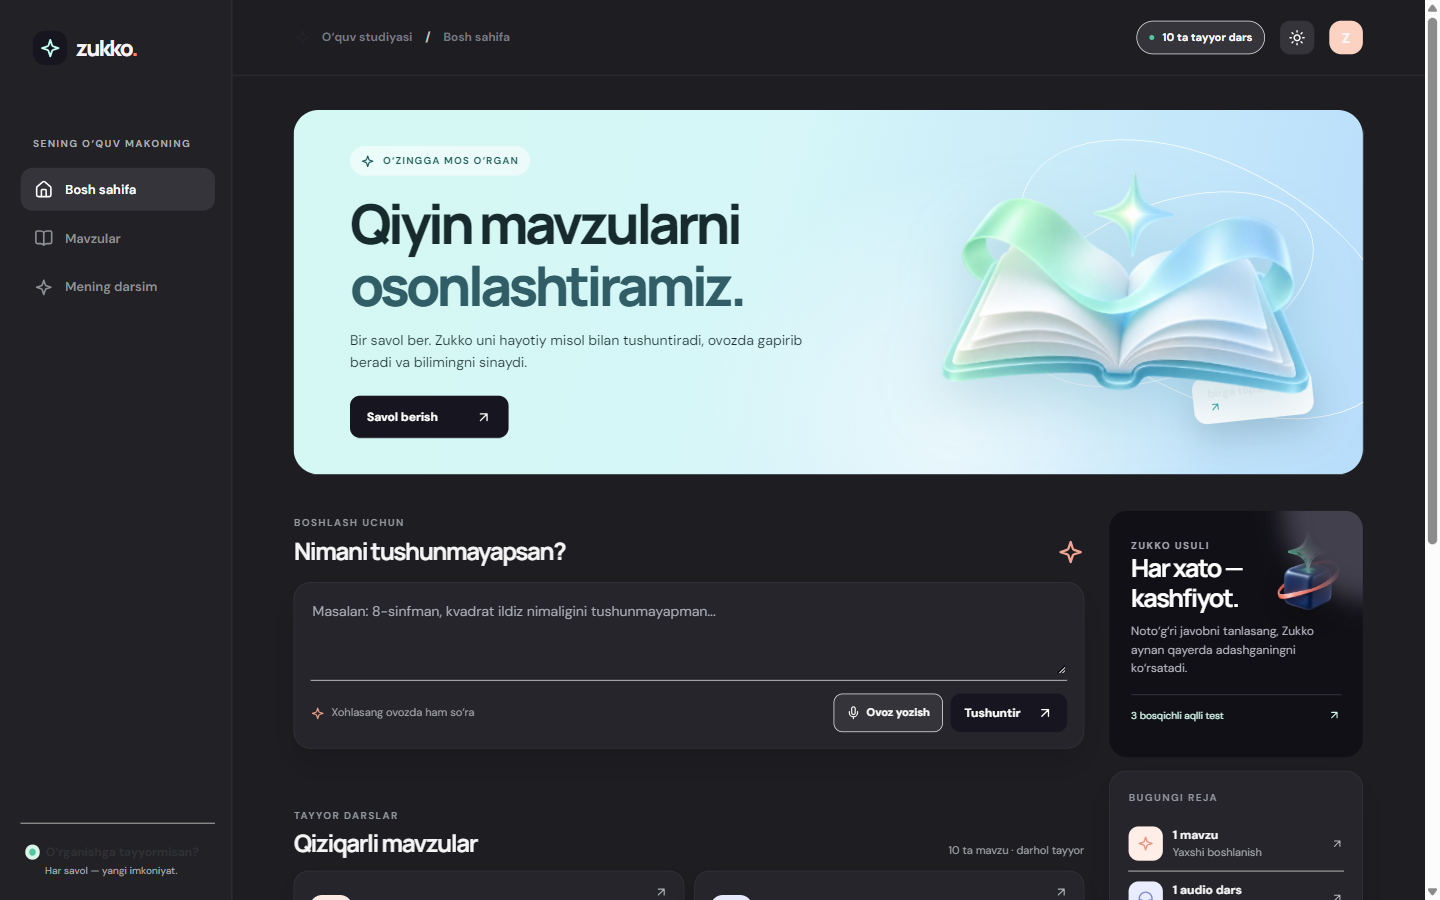 zukko.
O‘quv studiyasi / Bosh sahifa
10 ta tayyor dars
Z
SENING O‘QUV MAKONING
Bosh sahifa
Mavzular
Mening darsim
O‘rganishga tayyormisan?
Har savol — yangi imkoniyat.
O‘ZINGGA MOS O‘RGAN
Qiyin mavzularni
osonlashtiramiz.
Bir savol ber. Zukko uni hayotiy misol bilan tushuntiradi, ovozda gapirib
beradi va bilimingni sinaydi.
Savol berish
BOSHLASH UCHUN
Nimani tushunmayapsan?
Masalan: 8-sinfman, kvadrat ildiz nimaligini tushunmayapman...
Xohlasang ovozda ham so‘ra
Ovoz yozish
Tushuntir
ZUKKO USULI
Har xato —
kashfiyot.
Noto‘g‘ri javobni tanlasang, Zukko
aynan qayerda adashganingni
ko‘rsatadi.
3 bosqichli aqlli test
TAYYOR DARSLAR
Qiziqarli mavzular
10 ta mavzu · darhol tayyor
BUGUNGI REJA
1 mavzu
Yaxshi boshlanish
1 audio dars